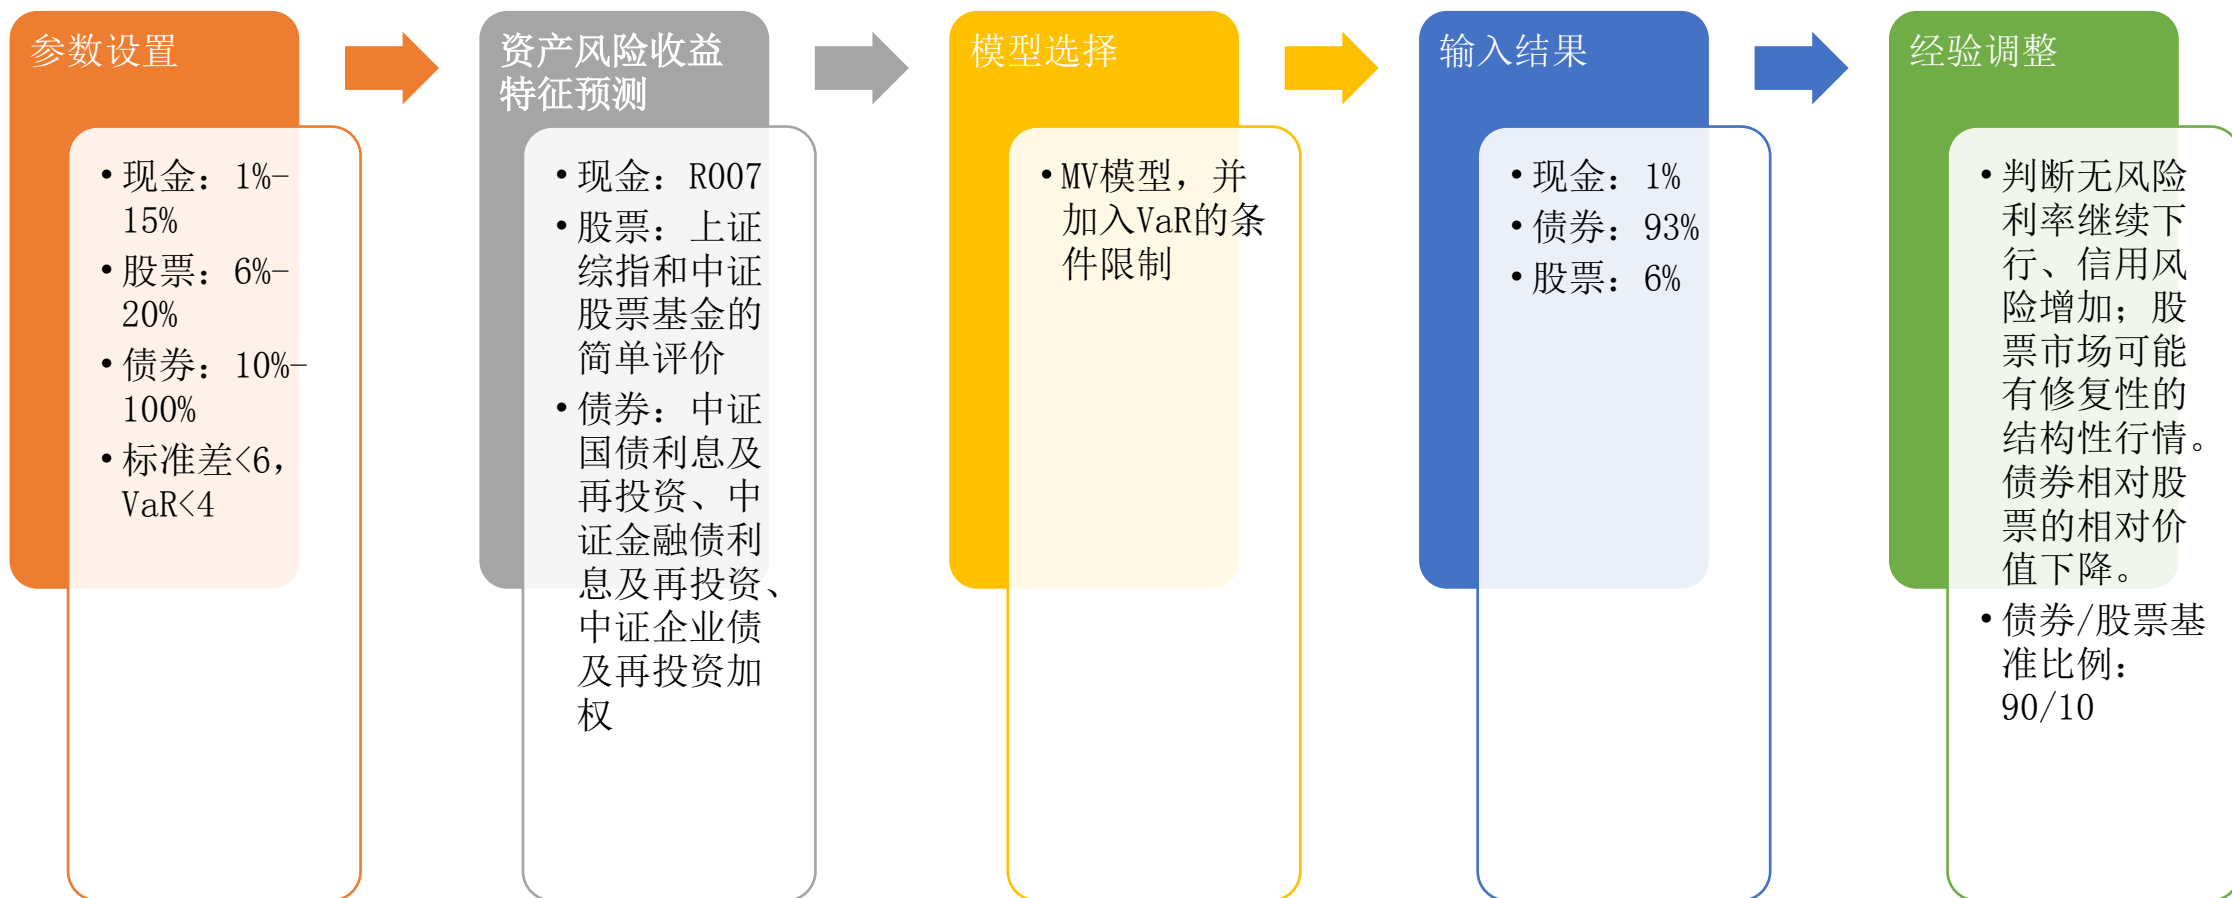 参数设置
• 现金：1%-
15%
• 股票：6%-
20%
• 债券：10%-
100%
• 标准差<6，
VaR<4
资产风险收益
特征预测
• 现金：R007
• 股票：上证
综指和中证
股票基金的
简单评价
• 债券：中证
国债利息及
再投资、中
证金融债利
息及再投资、
中证企业债
及再投资加
权
模型选择
• MV模型，并
加入VaR的条
件限制
输入结果
• 现金：1%
• 债券：93%
• 股票：6%
经验调整
• 判断无风险
利率继续下
行、信用风
险增加；股
票市场可能
有修复性的
结构性行情。
债券相对股
票的相对价
值下降。
• 债券/股票基
准比例：
90/10